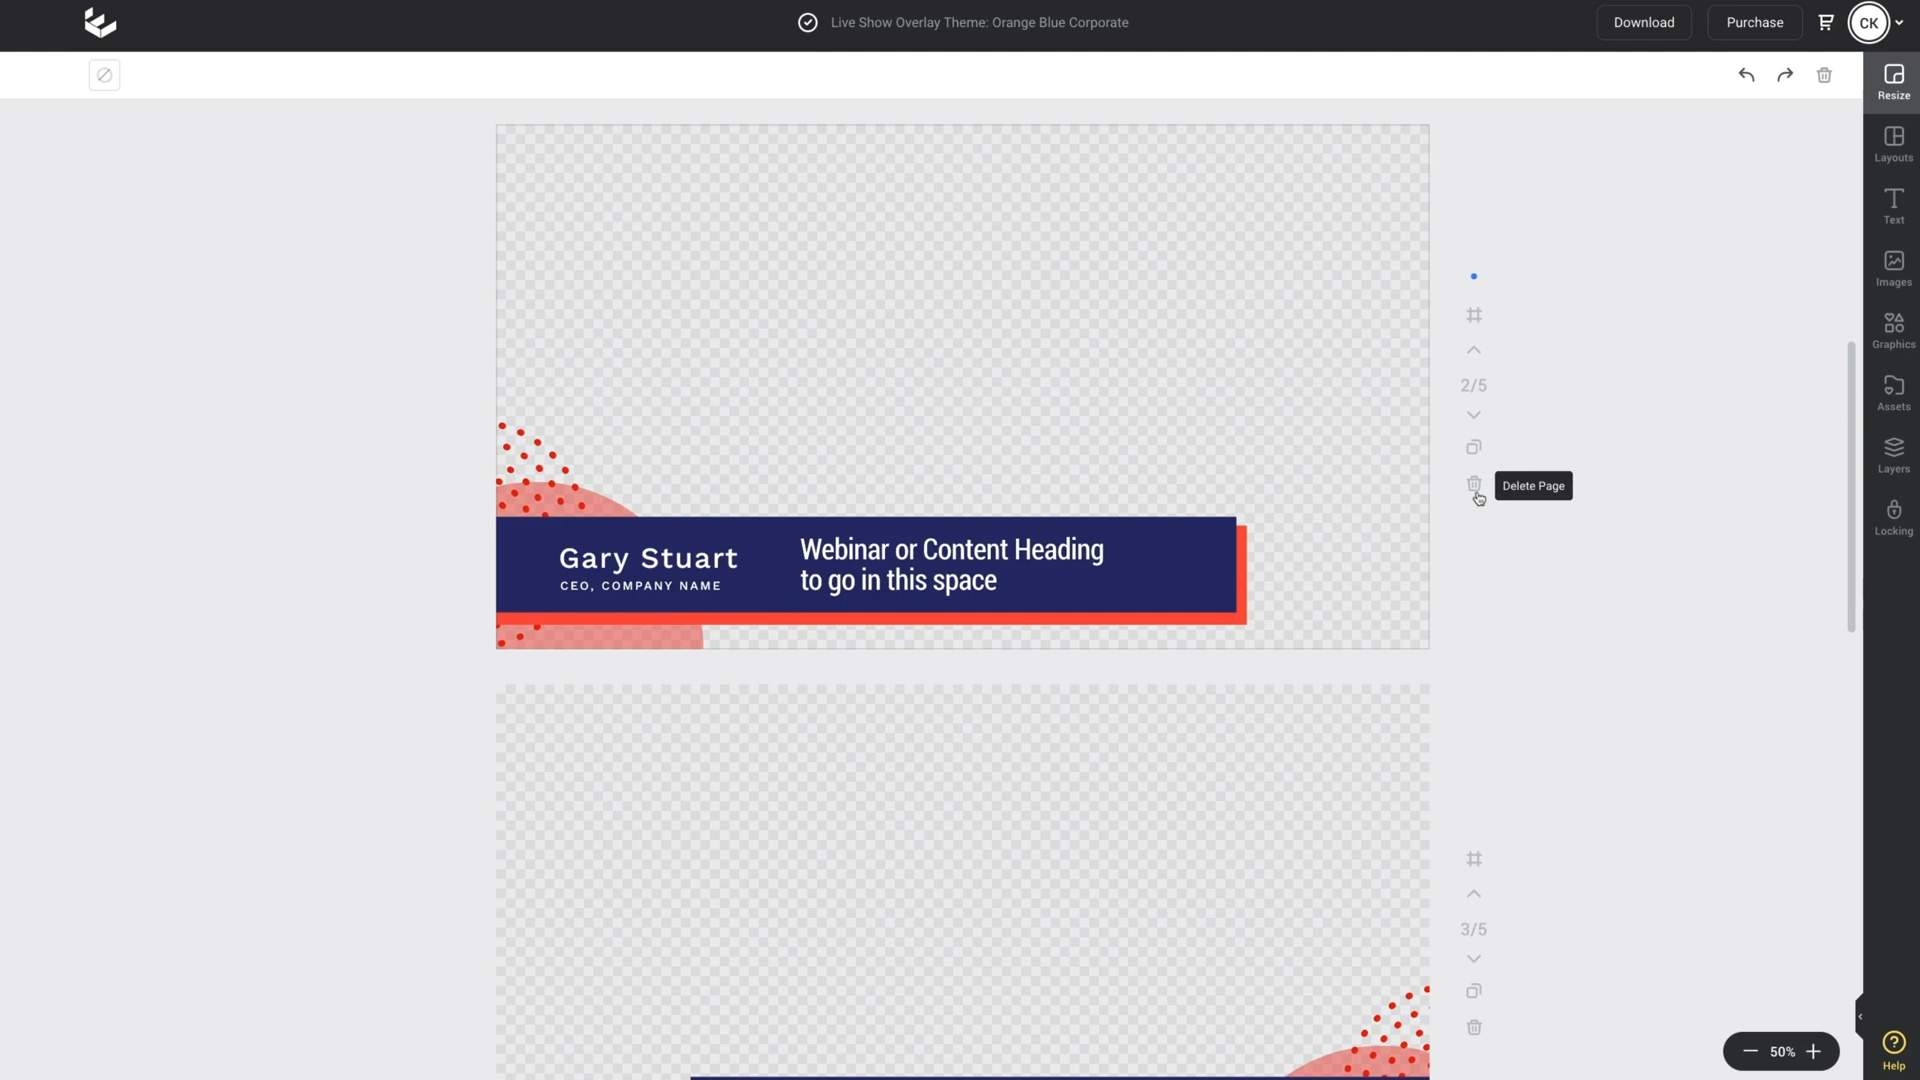 Live Show Overlay Theme: Orange Blue Corporate
Download
Purchase
CK
Resize
Layouts
Text
Images
Graphics
Assets
Layers
Locking
2/5
Delete Page
Gary Stuart
CEO, COMPANY NAME
Webinar or Content Heading
to go in this space
3/5
50%
Help